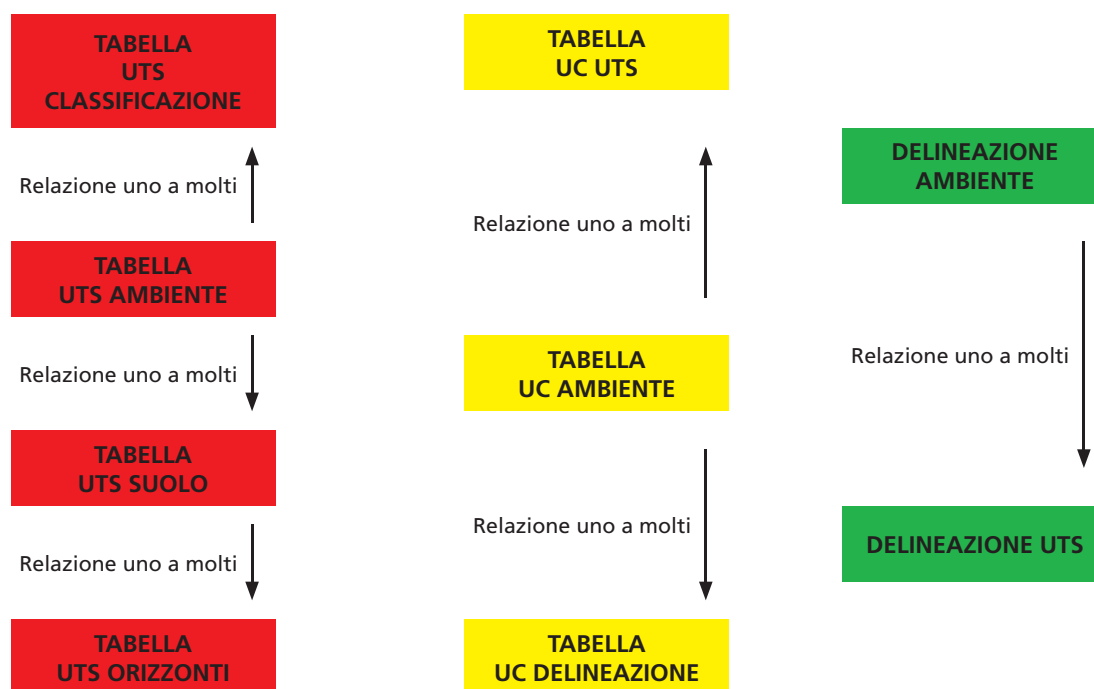 TABELLA
UTS
CLASSIFICAZIONE
Relazione uno a molti
TABELLA
UTS AMBIENTE
Relazione uno a molti
TABELLA
UTS SUOLO
Relazione uno a molti
TABELLA
UTS ORIZZONTI
TABELLA
UC UTS
Relazione uno a molti
TABELLA
UC AMBIENTE
Relazione uno a molti
TABELLA
UC DELINEAZIONE
DELINEAZIONE
AMBIENTE
Relazione uno a molti
DELINEAZIONE UTS